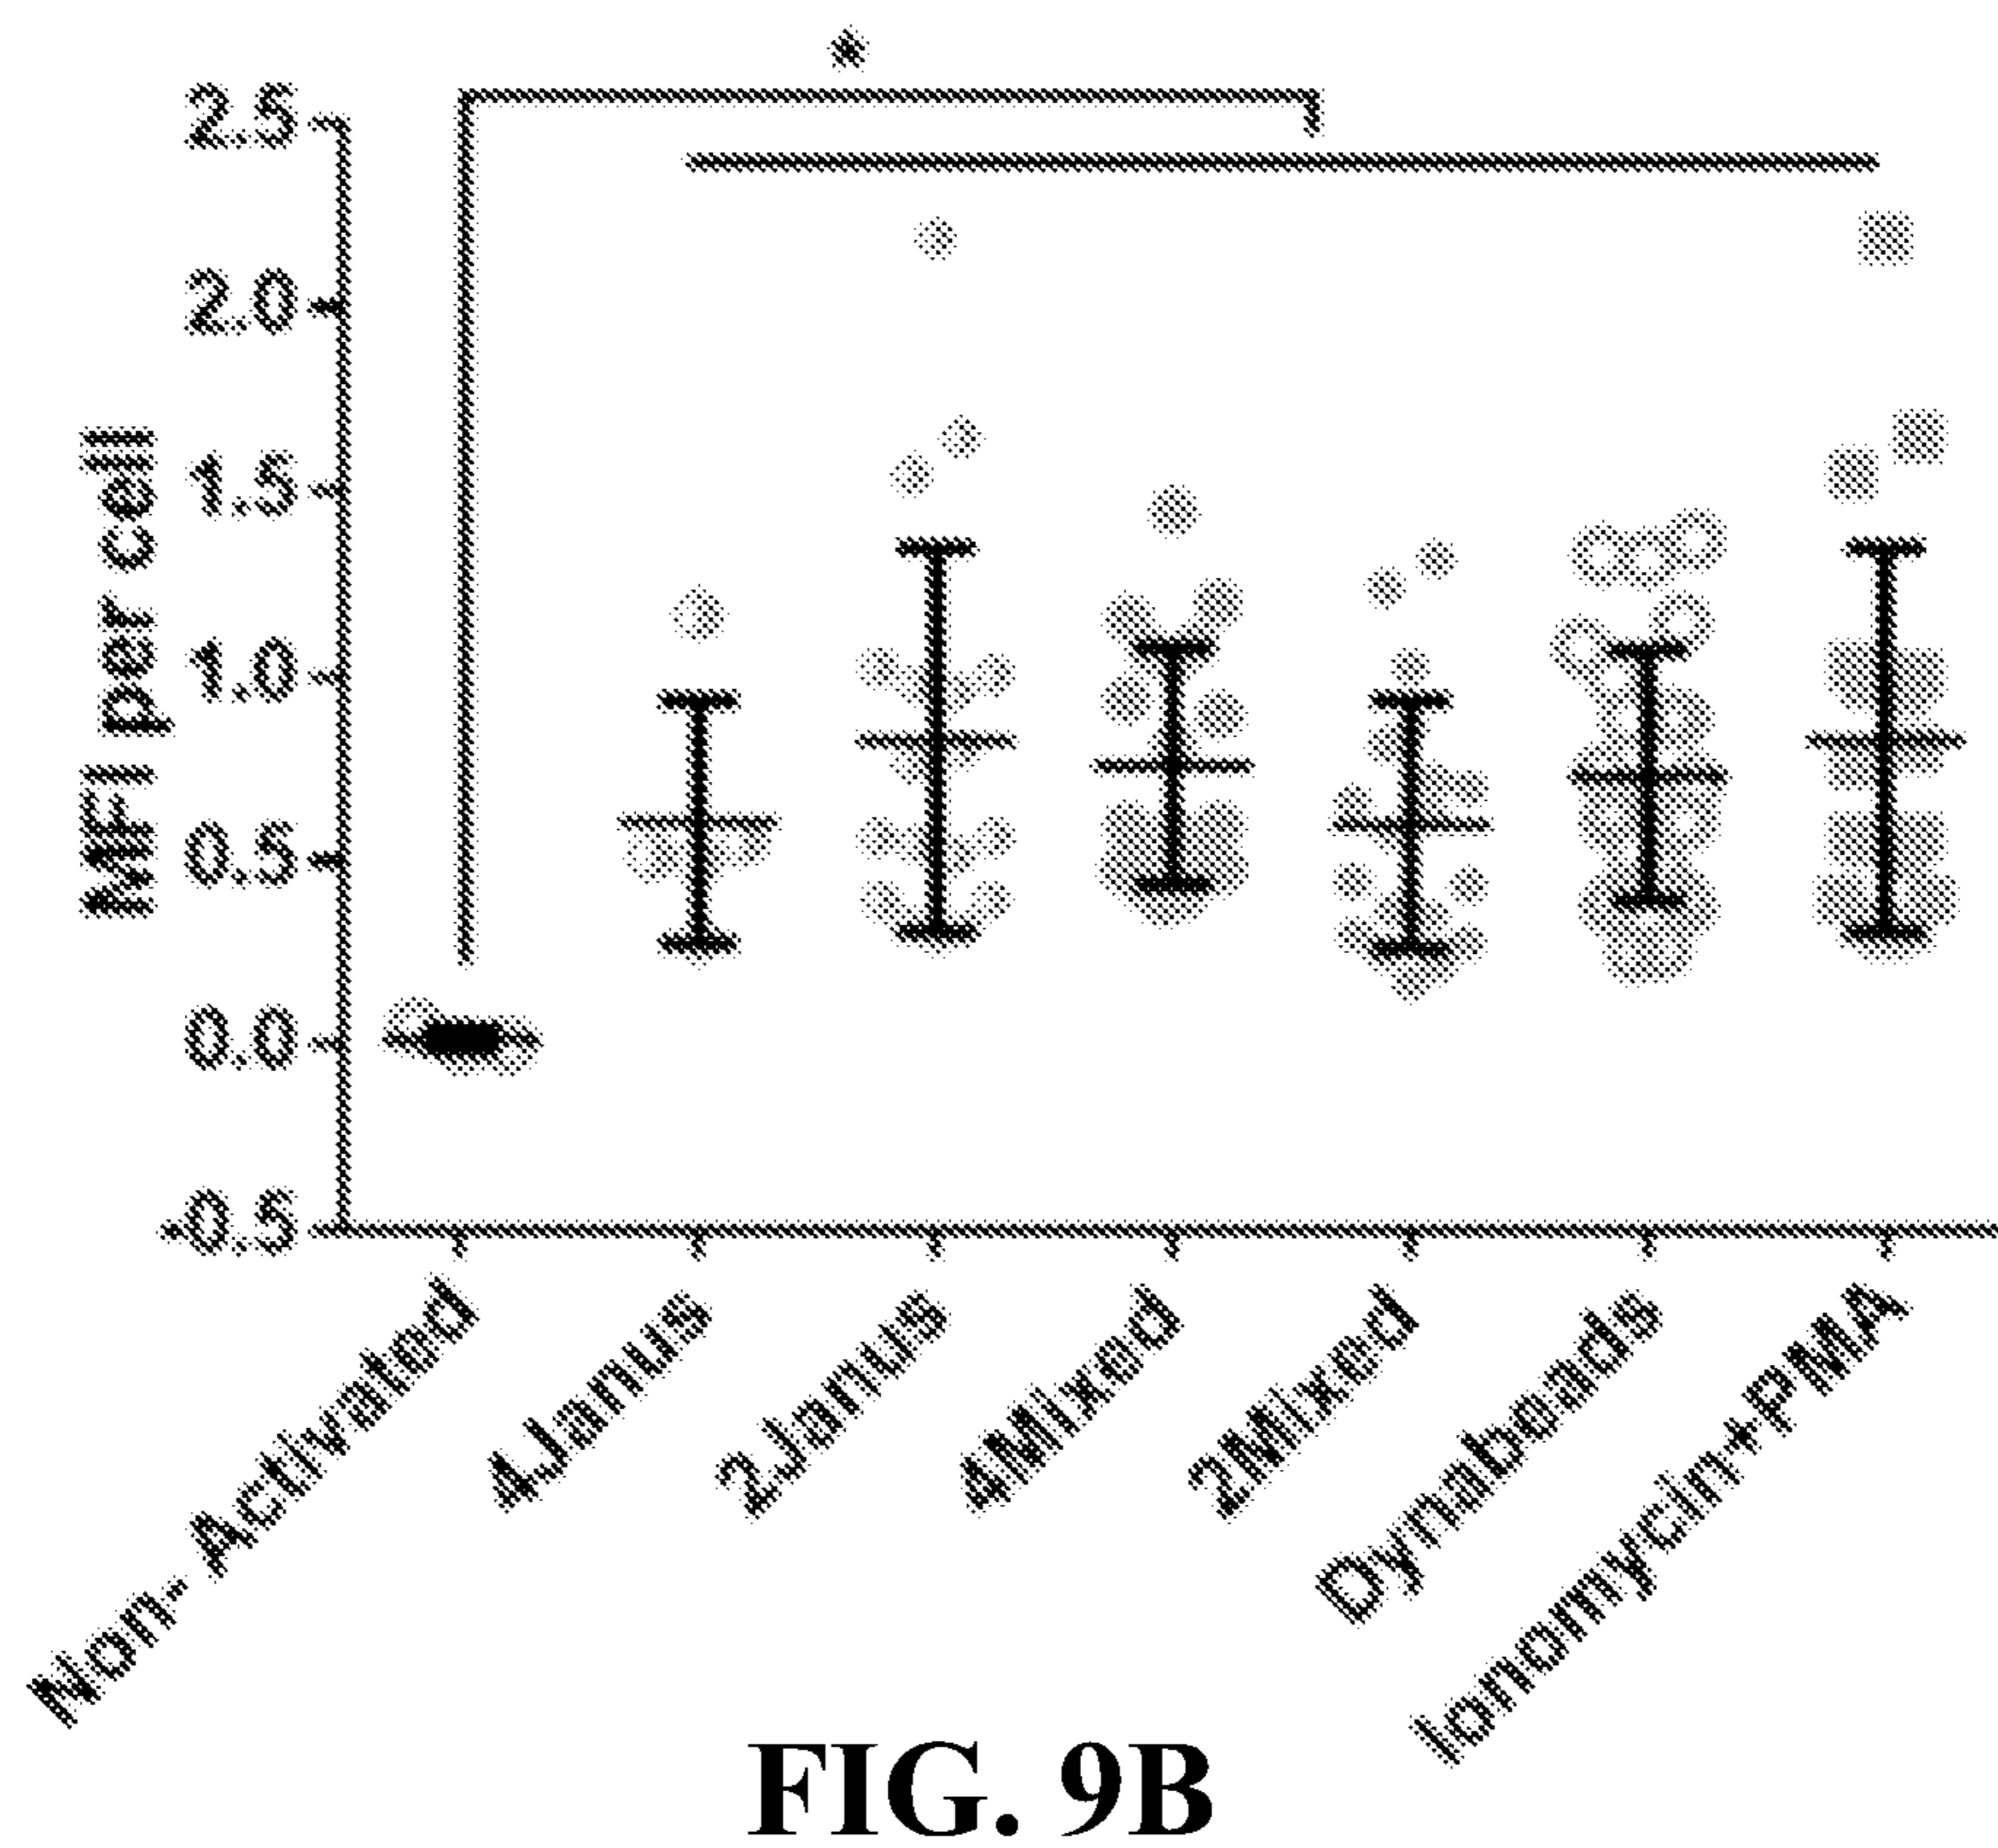 *
2.5
2.0
1.5
1.0
0.5
0.0
-0.5
MFI per cell
Non- Activated
4Janus
2Janus
4Mixed
2Mixed
Dynabeads
Ionomycin+PMA
FIG. 9B